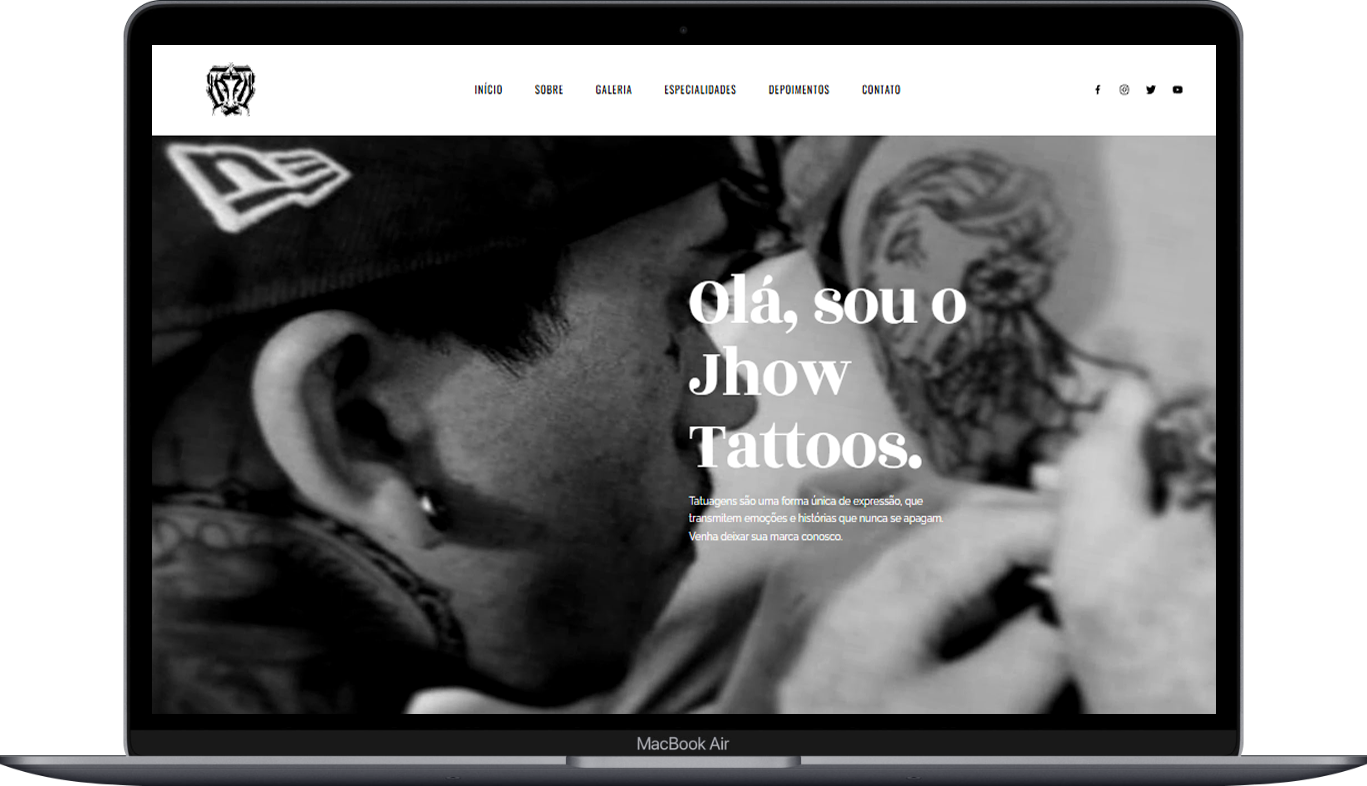 INÍCIO SOBRE GALERIA ESPECIALIDADES DEPOIMENTOS CONTATO
Olá, sou o
Jhow
Tattoos.
Tatuagens são uma forma única de expressão, que
transmitem emoções e histórias que nunca se apagam.
Venha deixar sua marca conosco.
MacBook Air